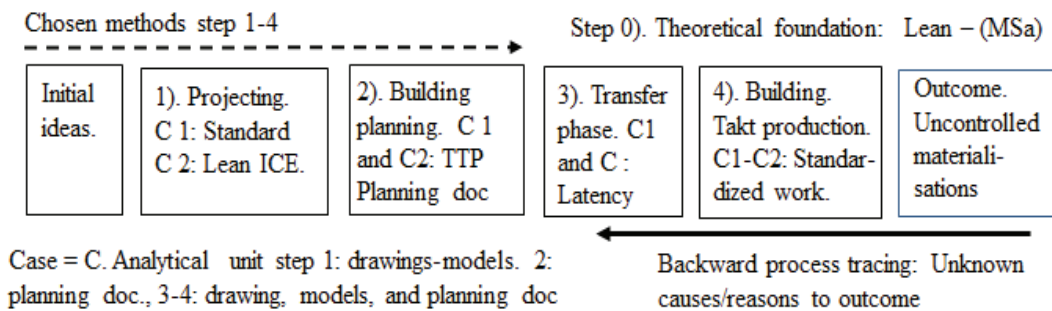 Chosen methods step 1-4
Step 0). Theoretical foundation: Lean – (MSa)
Initial
ideas.
1). Projecting.
C 1: Standard
C 2: Lean ICE.
2). Building
planning. C 1
and C2: TTP
Planning doc
3). Transfer
phase. C1
and C :
Latency
4). Building.
Takt production.
C1-C2: Standar-
dized work.
Outcome.
Uncontrolled
materiali-
sations
Case = C. Analytical unit step 1: drawings-models. 2:
planning doc., 3-4: drawing, models, and planning doc
Backward process tracing: Unknown
causes/reasons to outcome